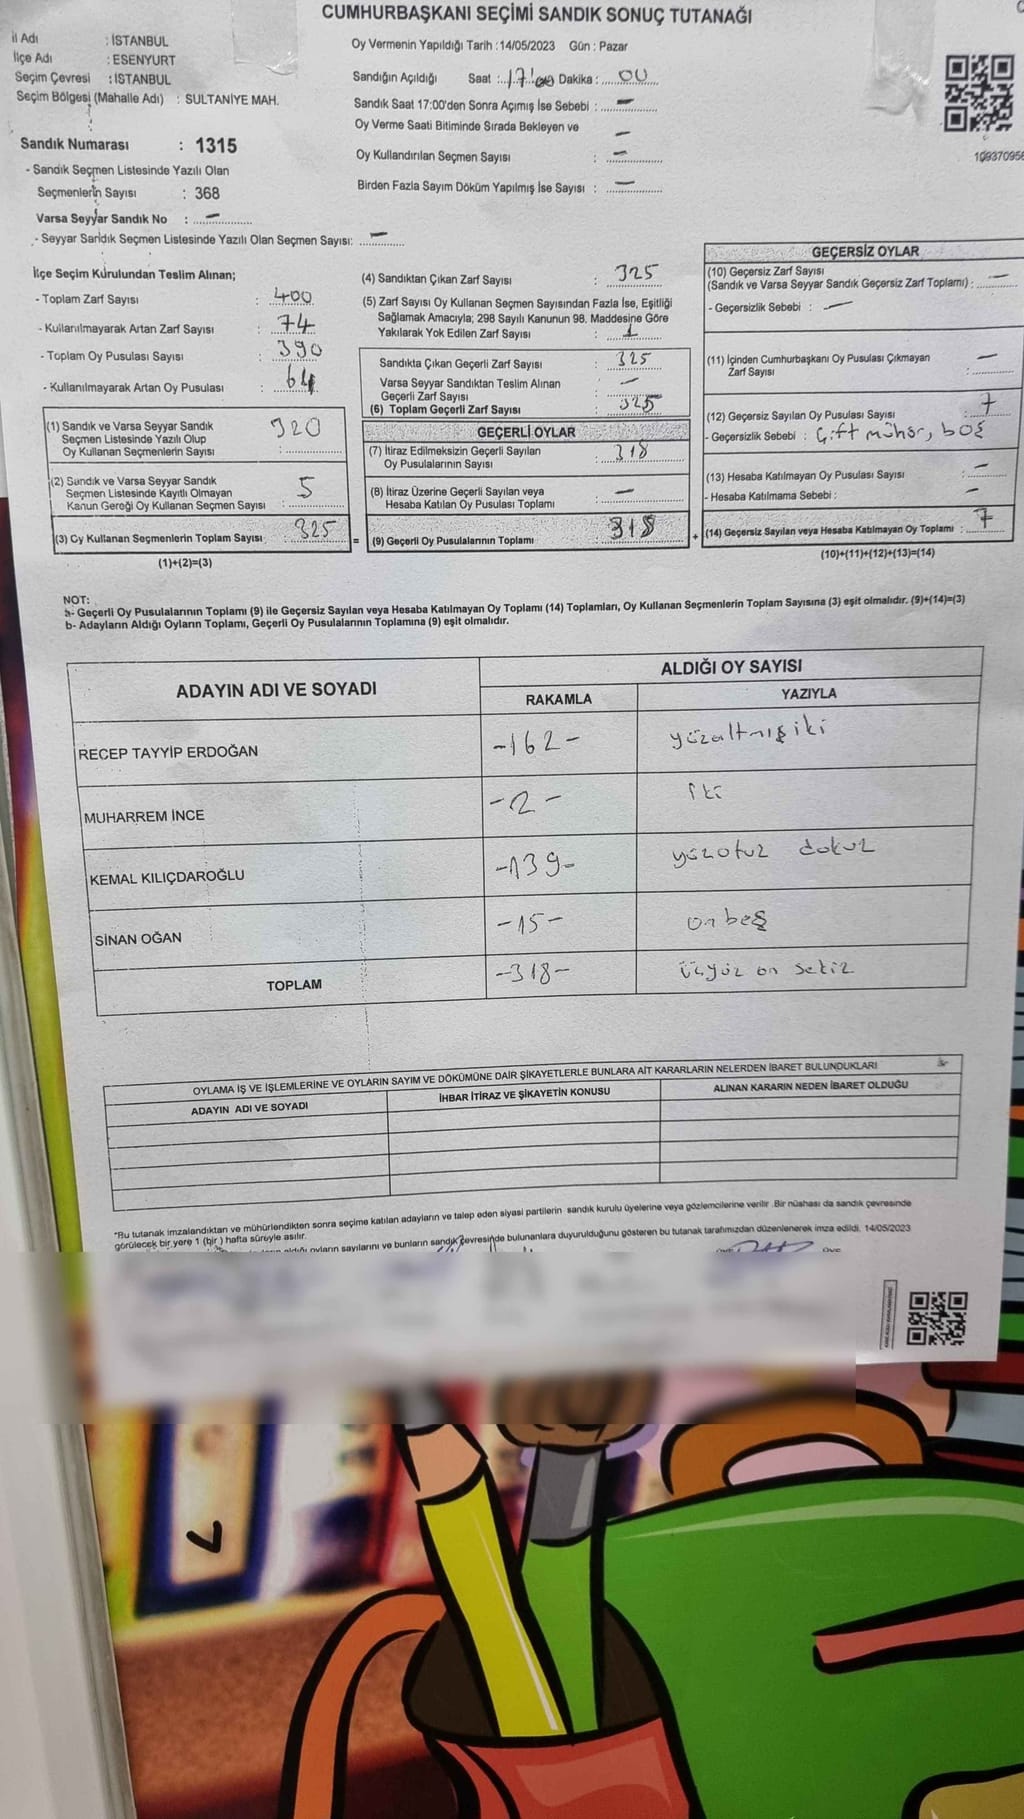 CUMHURBAŞKANI SEÇİMİ SANDIK SONUÇ TUTANAĞI
İl Adı : İSTANBUL
İlçe Adı : ESENYURT
Seçim Çevresi : İSTANBUL
Seçim Bölgesi (Mahalle Adı) : SULTANİYE MAH.
Sandık Numarası : 1315
- Sandık Seçmen Listesinde Yazılı Olan
Seçmenlerin Sayısı : 368
Varsa Seyyar Sandık No : –
- Seyyar Sandık Seçmen Listesinde Yazılı Olan Seçmen Sayısı: –
Oy Vermenin Yapıldığı Tarih : 14/05/2023 Gün : Pazar
Sandığın Açıldığı Saat : 17:00 Dakika : 00
Sandık Saat 17:00'den Sonra Açımış İse Sebebi : –
Oy Verme Saati Bitiminde Sırada Bekleyen ve –
Oy Kullandırılan Seçmen Sayısı : –
Birden Fazla Sayım Döküm Yapılmış İse Sayısı : –
109370956
İlçe Seçim Kurulundan Teslim Alınan;
- Toplam Zarf Sayısı : 400
- Kullanılmayarak Artan Zarf Sayısı : 74
- Toplam Oy Pusulası Sayısı : 390
- Kullanılmayarak Artan Oy Pusulası : 64
(1) Sandık ve Varsa Seyyar Sandık
Seçmen Listesinde Yazılı Olup
Oy Kullanan Seçmenlerin Sayısı : 320
(2) Sandık ve Varsa Seyyar Sandık
Seçmen Listesinde Kayıtlı Olmayan
Kanun Gereği Oy Kullanan Seçmen Sayısı : 5
(3) Oy Kullanan Seçmenlerin Toplam Sayısı : 325
(1)+(2)=(3)
(4) Sandıktan Çıkan Zarf Sayısı : 325
(5) Zarf Sayısı Oy Kullanan Seçmen Sayısından Fazla İse, Eşitliği
Sağlamak Amacıyla; 298 Sayılı Kanunun 98. Maddesine Göre
Yakılarak Yok Edilen Zarf Sayısı : 1
Sandıkta Çıkan Geçerli Zarf Sayısı : 325
Varsa Seyyar Sandıktan Teslim Alınan
Geçerli Zarf Sayısı : –
(6) Toplam Geçerli Zarf Sayısı : 325
GEÇERLİ OYLAR
(7) İtiraz Edilmeksizin Geçerli Sayılan
Oy Pusulalarının Sayısı : 318
(8) İtiraz Üzerine Geçerli Sayılan veya
Hesaba Katılan Oy Pusulası Toplamı : –
= (9) Geçerli Oy Pusulalarının Toplamı : 318
GEÇERSİZ OYLAR
(10) Geçersiz Zarf Sayısı
(Sandık ve Varsa Seyyar Sandık Geçersiz Zarf Toplamı) : –
- Geçersizlik Sebebi : –
(11) İçinden Cumhurbaşkanı Oy Pusulası Çıkmayan
Zarf Sayısı : –
(12) Geçersiz Sayılan Oy Pusulası Sayısı : 7
- Geçersizlik Sebebi : Çift mühür, boş
(13) Hesaba Katılmayan Oy Pusulası Sayısı : –
- Hesaba Katılmama Sebebi : –
+ (14) Geçersiz Sayılan veya Hesaba Katılmayan Oy Toplamı : 7
(10)+(11)+(12)+(13)=(14)
NOT:
a- Geçerli Oy Pusulalarının Toplamı (9) ile Geçersiz Sayılan veya Hesaba Katılmayan Oy Toplamı (14) Toplamları, Oy Kullanan Seçmenlerin Toplam Sayısına (3) eşit olmalıdır. (9)+(14)=(3)
b- Adayların Aldığı Oyların Toplamı, Geçerli Oy Pusulalarının Toplamına (9) eşit olmalıdır.
ADAYIN ADI VE SOYADI
ALDIĞI OY SAYISI
RAKAMLA YAZIYLA
RECEP TAYYİP ERDOĞAN -162- yüzaltmışiki
MUHARREM İNCE -2- iki
KEMAL KILIÇDAROĞLU -139- yüzotuz dokuz
SİNAN OĞAN -15- onbeş
TOPLAM -318- üçyüz on sekiz
OYLAMA İŞ VE İŞLEMLERİNE VE OYLARIN SAYIM VE DÖKÜMÜNE DAİR ŞİKAYETLERLE BUNLARA AİT KARARLARIN NELERDEN İBARET BULUNDUKLARI
ADAYIN ADI VE SOYADI İHBAR İTİRAZ VE ŞİKAYETİN KONUSU ALINAN KARARIN NEDEN İBARET OLDUĞU
*Bu tutanak imzalandıktan ve mühürlendikten sonra seçime katılan adayların ve talep eden siyasi partilerin sandık kurulu üyelerine veya gözlemcilerine verilir .Bir nüshası da sandık çevresinde
görülecek bir yere 1 (bir ) hafta süreyle asılır.
aldığı oyların sayılarını ve bunların sandık çevresinde bulunanlara duyurulduğunu gösteren bu tutanak tarafımızdan düzenlenerek imza edildi. 14/05/2023